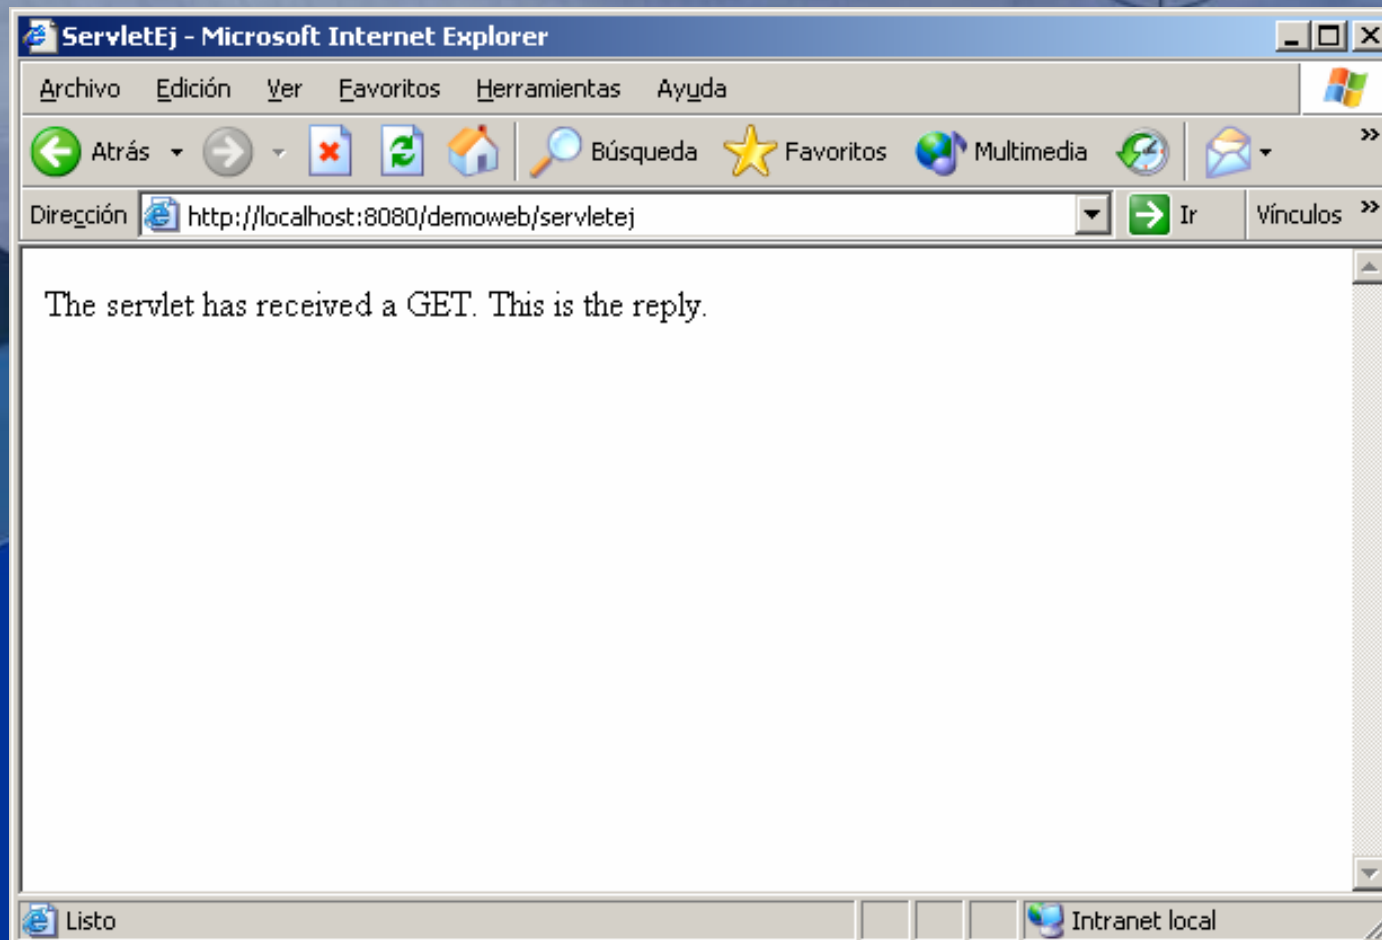 ServletEj - Microsoft Internet Explorer
Archivo Edición Ver Favoritos Herramientas Ayuda
Atrás Búsqueda Favoritos Multimedia »
Dirección http://localhost:8080/demoweb/servletej Ir Vínculos »
The servlet has received a GET. This is the reply.
Listo Intranet local